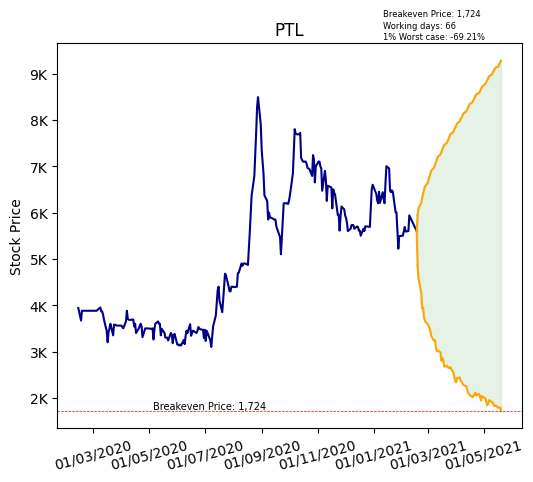 Breakeven Price: 1,724
Working days: 66
1% Worst case: -69.21%
PTL
9K
8K
7K
6K
5K
4K
3K
2K
Stock Price
Breakeven Price: 1,724
01/03/2020
01/05/2020
01/07/2020
01/09/2020
01/11/2020
01/01/2021
01/03/2021
01/05/2021